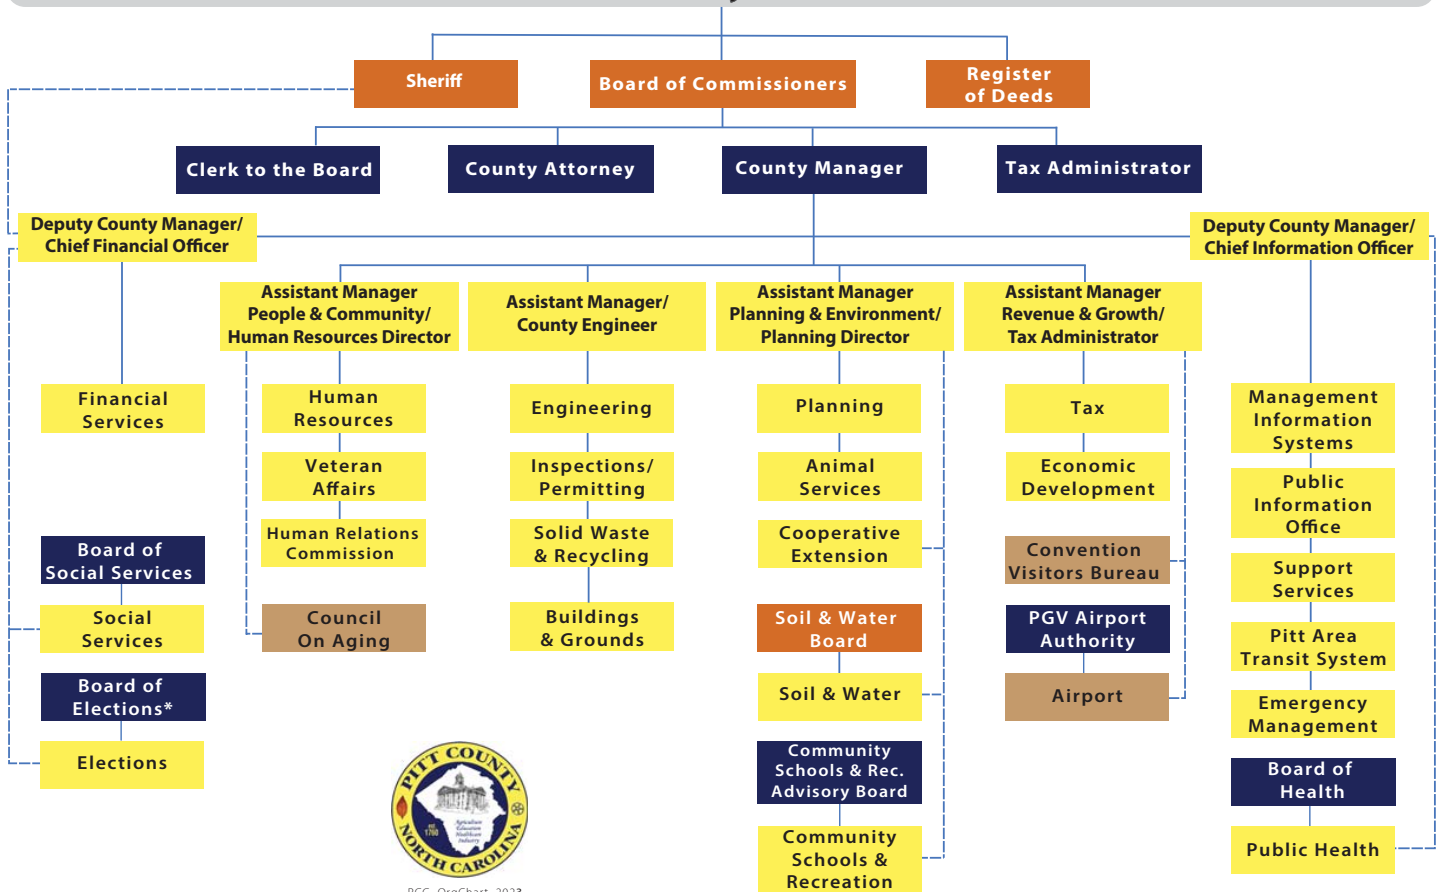 Sheriff
Board of Commissioners
Register
of Deeds
Clerk to the Board
County Attorney
County Manager
Tax Administrator
Deputy County Manager/
Chief Financial Officer
Deputy County Manager/
Chief Information Officer
Assistant Manager
People & Community/
Human Resources Director
Assistant Manager/
County Engineer
Assistant Manager
Planning & Environment/
Planning Director
Assistant Manager
Revenue & Growth/
Tax Administrator
Financial
Services
Board of
Social Services
Social
Services
Board of
Elections*
Elections
Human
Resources
Veteran
Affairs
Human Relations
Commission
Council
On Aging
Engineering
Inspections/
Permitting
Solid Waste
& Recycling
Buildings
& Grounds
Planning
Animal
Services
Cooperative
Extension
Soil & Water
Board
Soil & Water
Community
Schools & Rec.
Advisory Board
Community
Schools &
Recreation
Tax
Economic
Development
Convention
Visitors Bureau
PGV Airport
Authority
Airport
Management
Information
Systems
Public
Information
Office
Support
Services
Pitt Area
Transit System
Emergency
Management
Board of
Health
Public Health
PITT COUNTY
est
1760
Agriculture
Education
Healthcare
Industry
NORTH CAROLINA